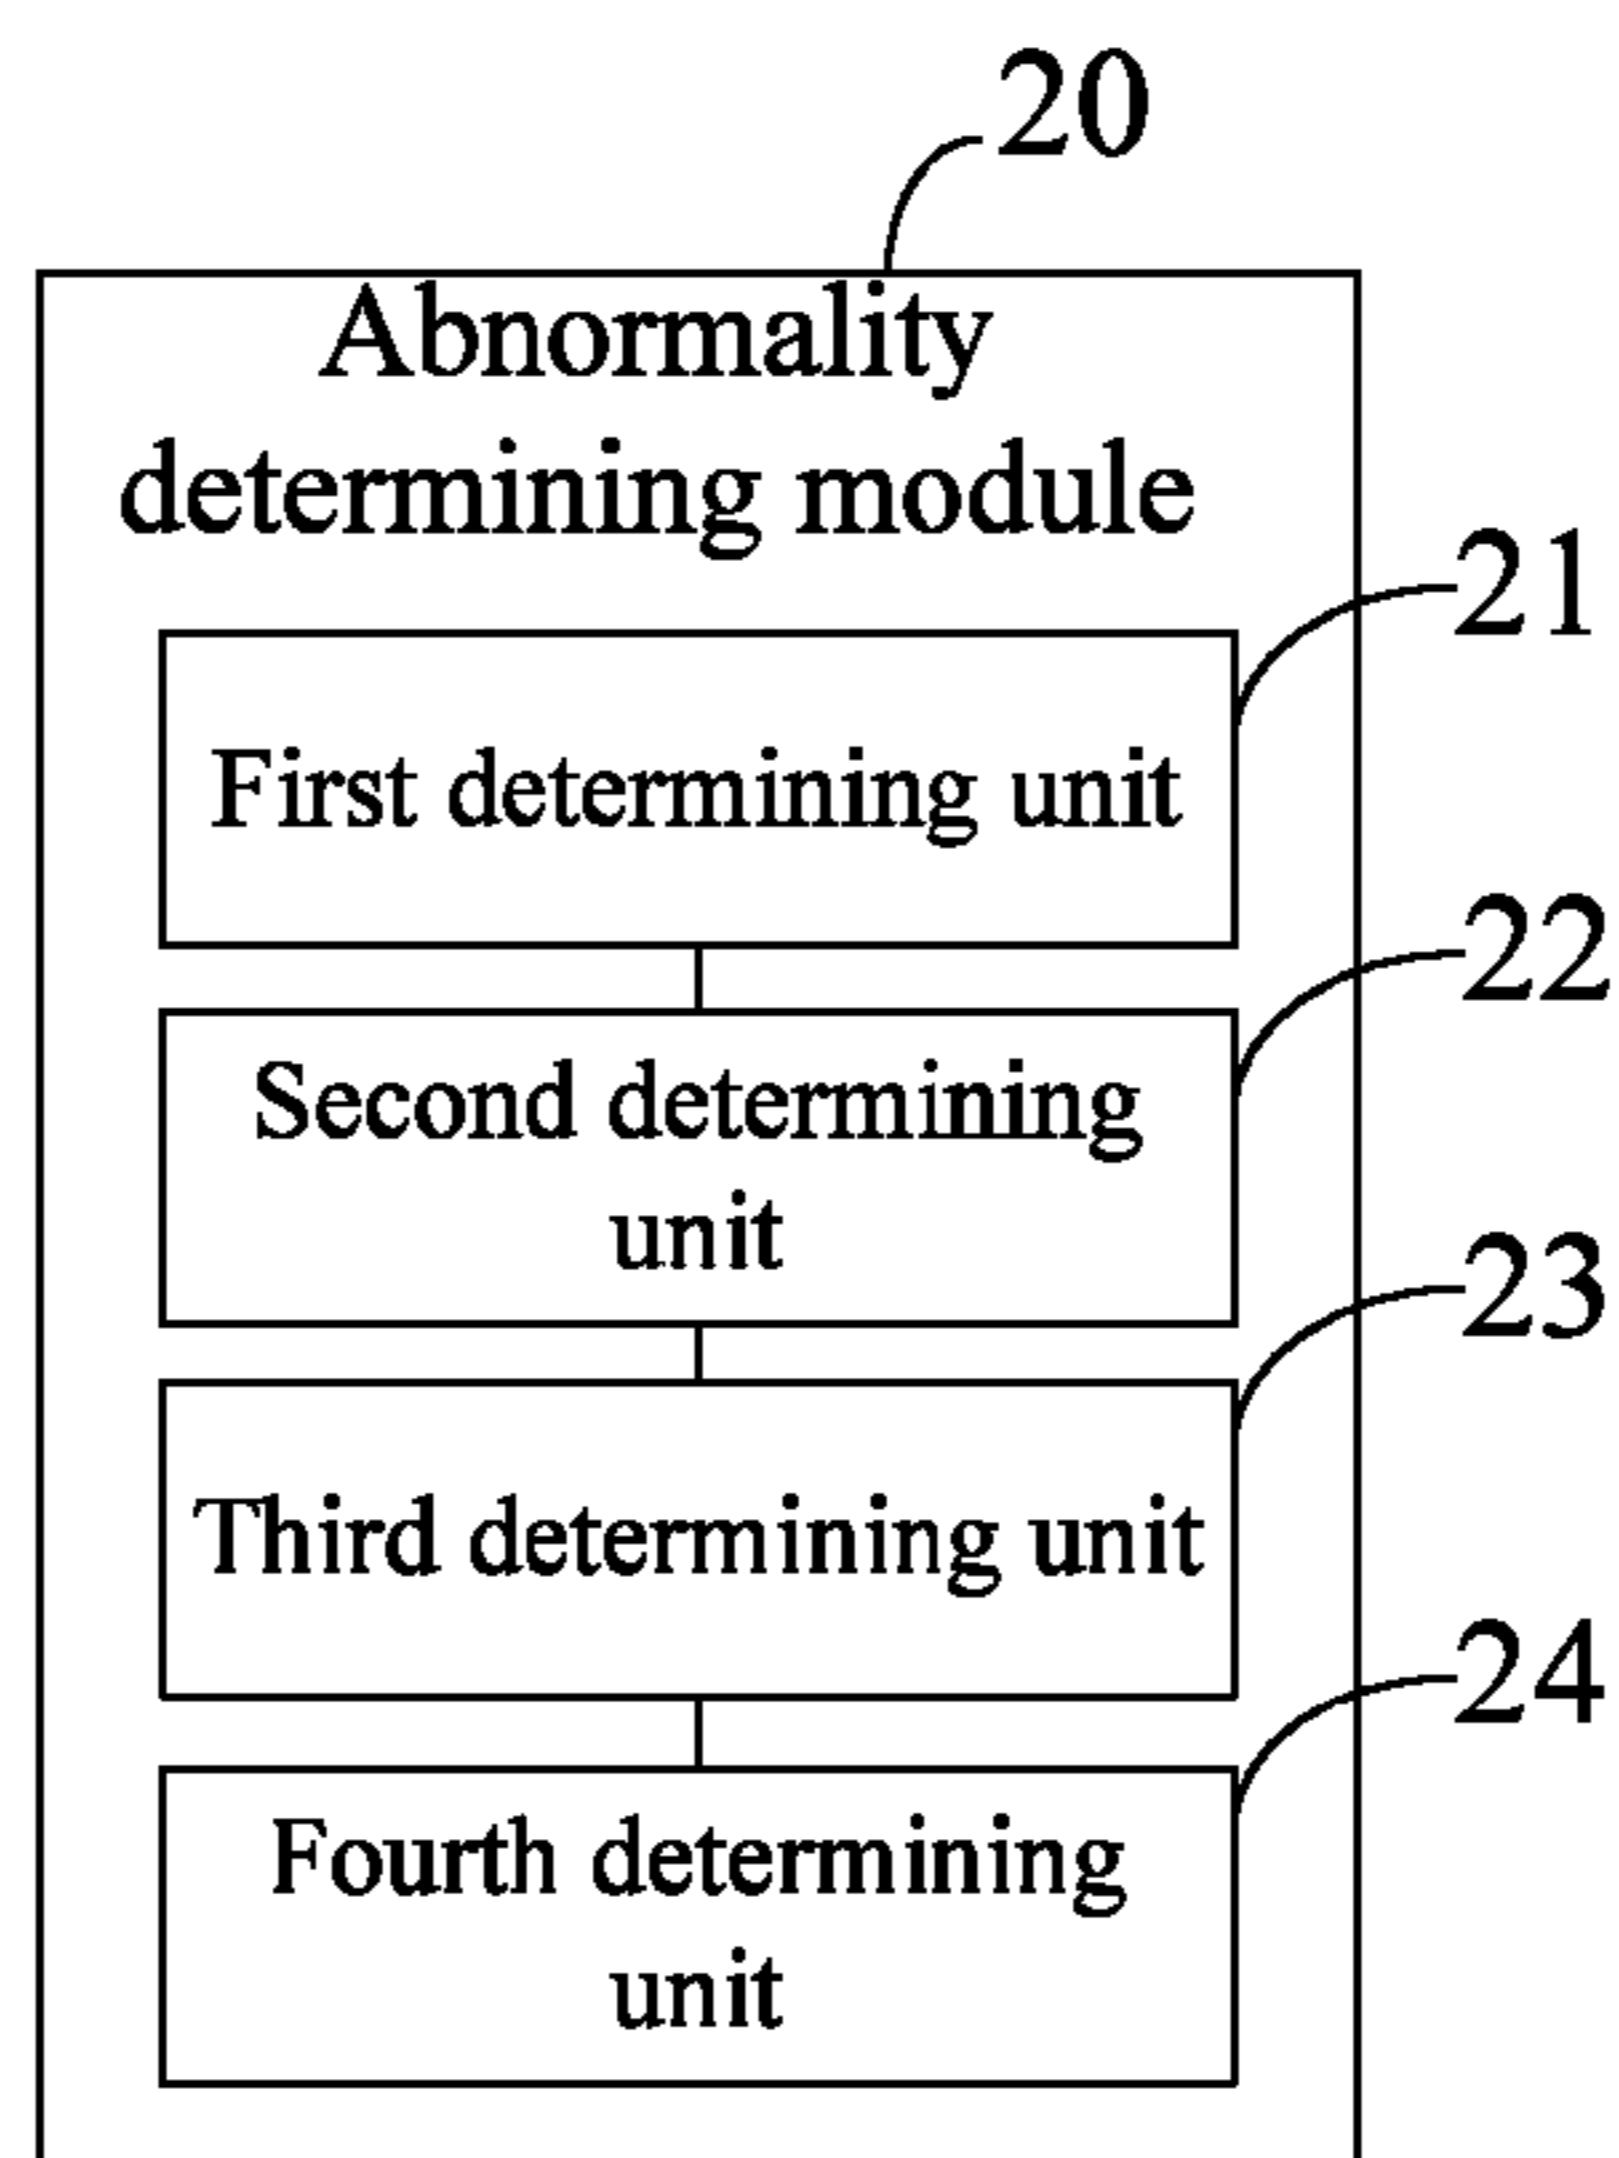 20
Abnormality
determining module
21
First determining unit
22
Second determining
unit
23
Third determining unit
24
Fourth determining
unit